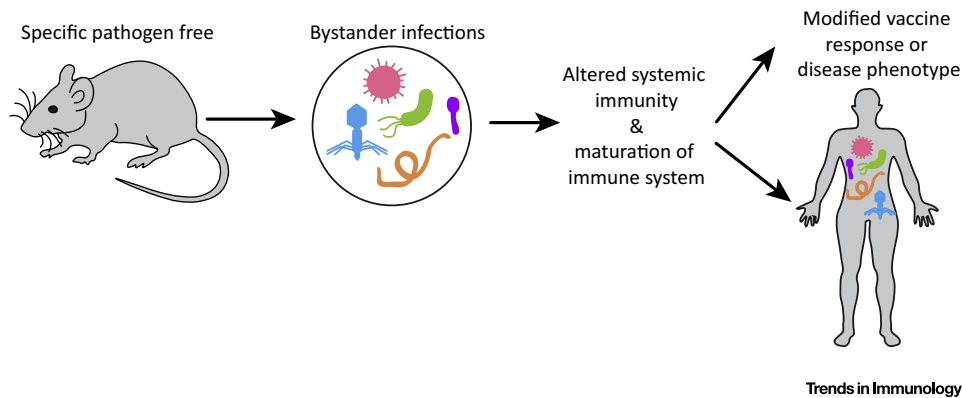 Specific pathogen free
Bystander infections
Altered systemic
immunity
&
maturation of
immune system
Modified vaccine
response or
disease phenotype
Trends in Immunology